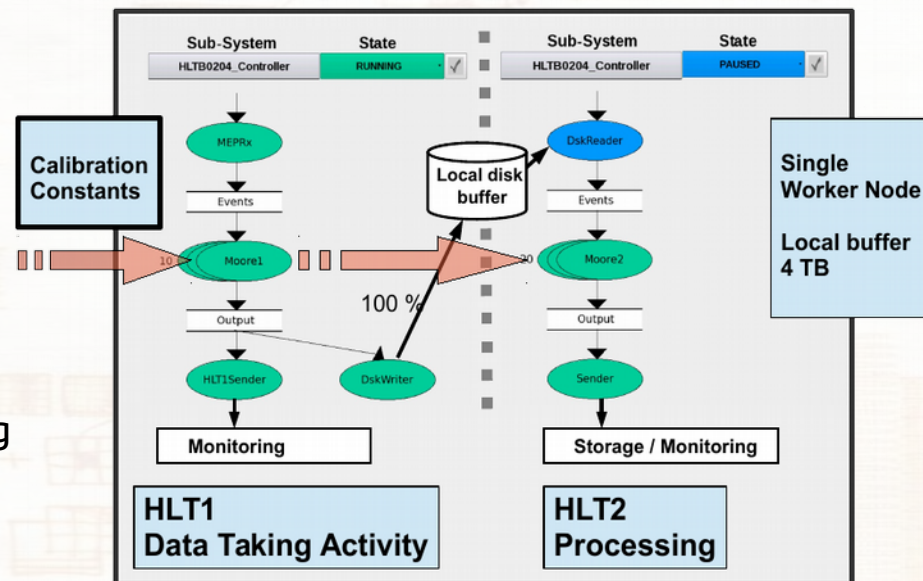 Sub-System State
HLTB0204_Controller RUNNING
Sub-System State
HLTB0204_Controller PAUSED
Calibration
Constants
MEPRx
Events
10 Moore1
Output
HLT1Sender
DskWriter
Monitoring
100 %
Local disk
buffer
DskReader
Events
Moore2
Output
Sender
Storage / Monitoring
Single
Worker Node
Local buffer
4 TB
g
HLT1
Data Taking Activity
HLT2
Processing